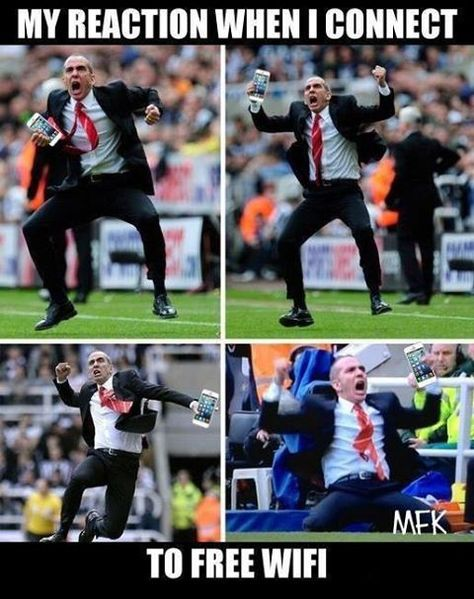 MY REACTION WHEN I CONNECT
MFK
TO FREE WIFI